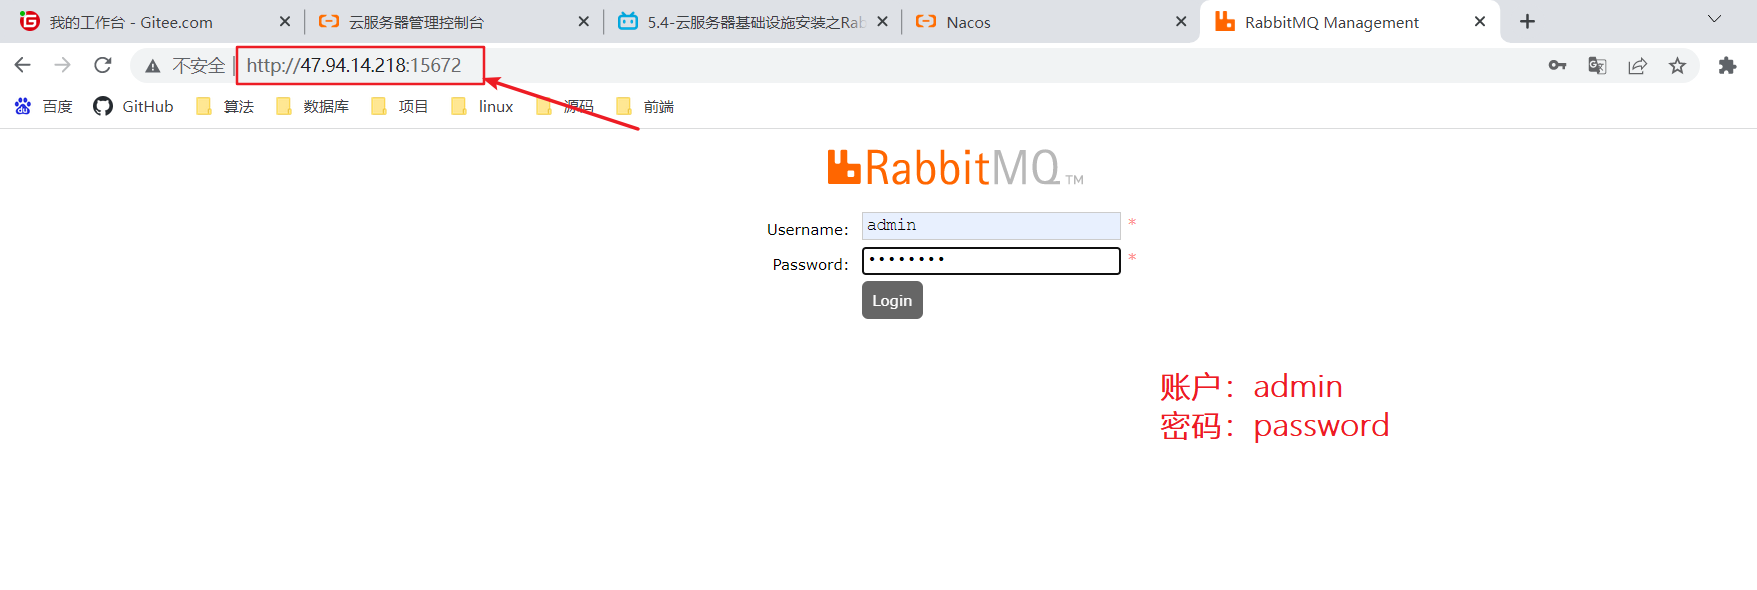 我的工作台 - Gitee.com
云服务器管理控制台
5.4-云服务器基础设施安装之Rab
Nacos
RabbitMQ Management
不安全 | http://47.94.14.218:15672
百度
GitHub
算法
数据库
项目
linux
源码
前端
RabbitMQ TM
Username: admin *
Password: •••••••• *
Login
账户：admin
密码：password